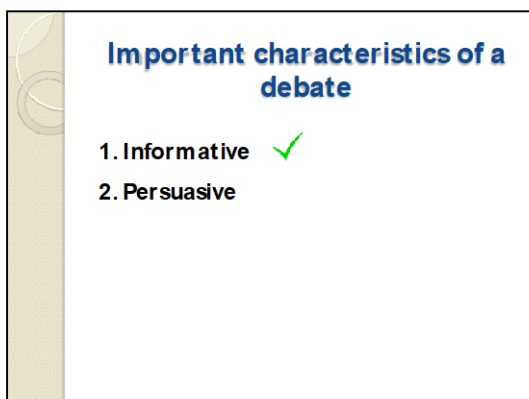 Important characteristics of a
debate
1. Informative
2. Persuasive